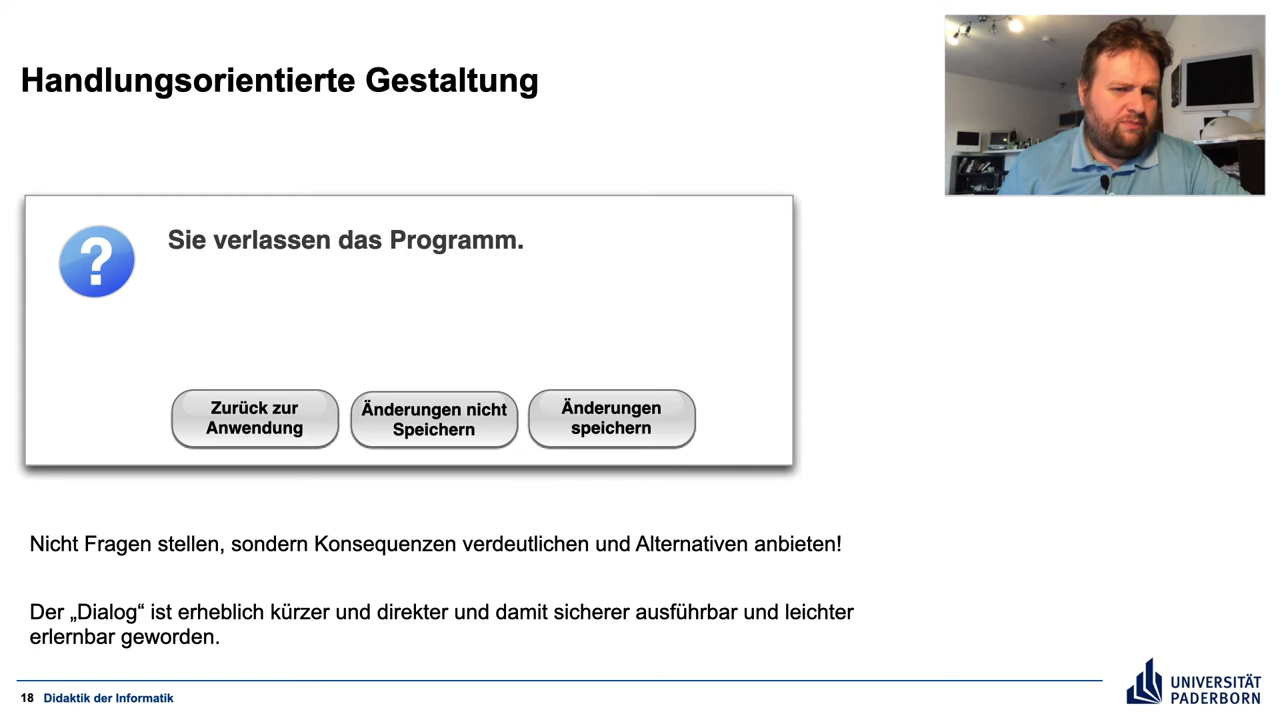 Handlungsorientierte Gestaltung
?
Sie verlassen das Programm.
Zurück zur
Anwendung
Änderungen nicht
Speichern
Änderungen
speichern
Nicht Fragen stellen, sondern Konsequenzen verdeutlichen und Alternativen anbieten!
Der „Dialog“ ist erheblich kürzer und direkter und damit sicherer ausführbar und leichter
erlernbar geworden.
18 Didaktik der Informatik
UNIVERSITÄT
PADERBORN